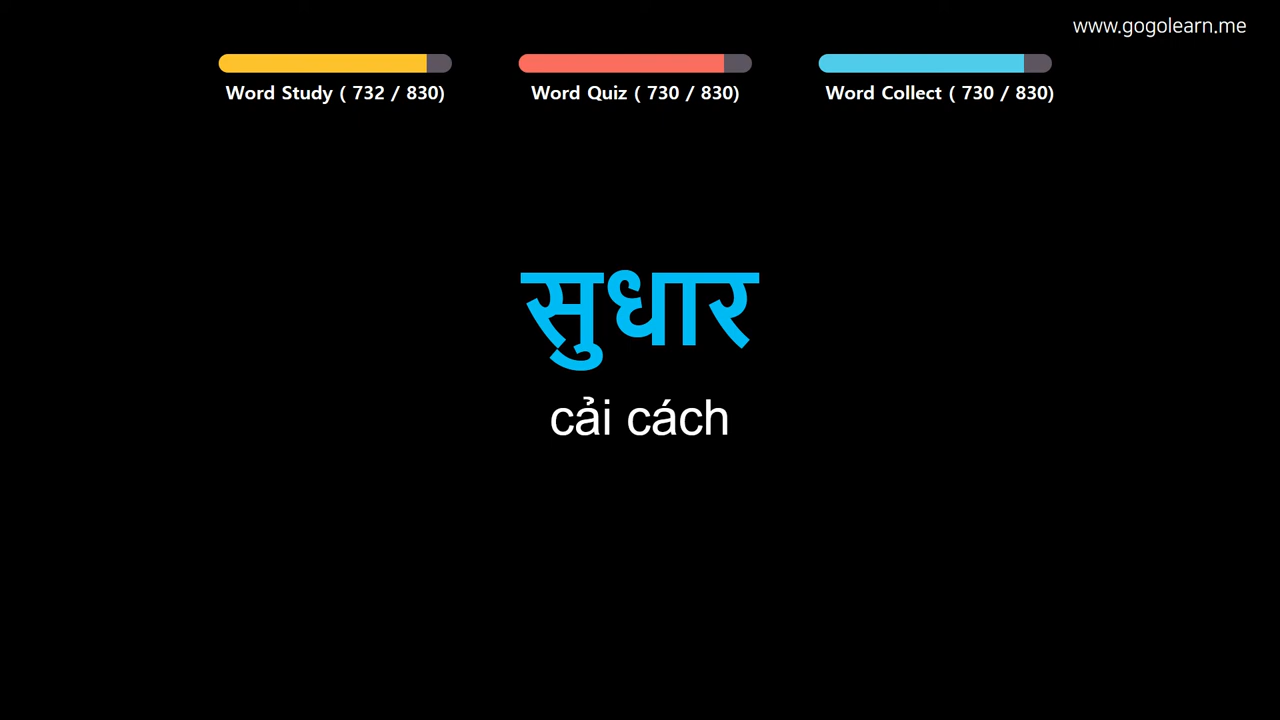 www.gogolearn.me
Word Study ( 732 / 830)
Word Quiz ( 730 / 830)
Word Collect ( 730 / 830)
सुधार
cải cách